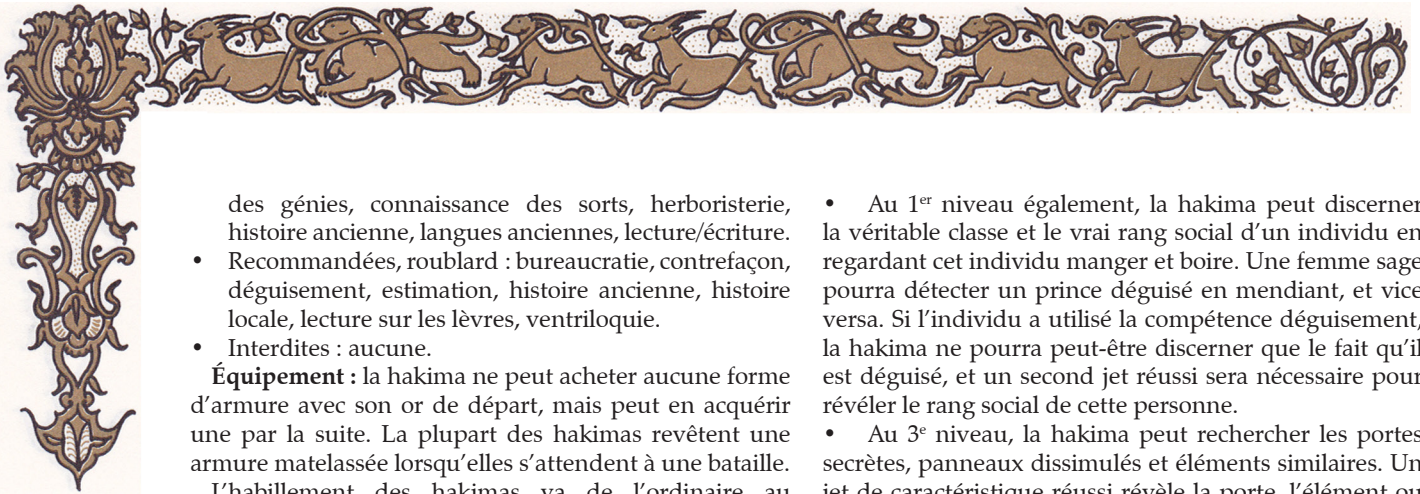 des génies, connaissance des sorts, herboristerie,
histoire ancienne, langues anciennes, lecture/écriture.
• Recommandées, roublard : bureaucratie, contrefaçon,
déguisement, estimation, histoire ancienne, histoire
locale, lecture sur les lèvres, ventriloquie.
• Interdites : aucune.
Équipement : la hakima ne peut acheter aucune forme
d’armure avec son or de départ, mais peut en acquérir
une par la suite. La plupart des hakimas revêtent une
armure matelassée lorsqu’elles s’attendent à une bataille.
L’habillement des hakimas va de l’ordinaire au
• Au 1er niveau également, la hakima peut discerner
la véritable classe et le vrai rang social d’un individu en
regardant cet individu manger et boire. Une femme sage
pourra détecter un prince déguisé en mendiant, et vice
versa. Si l’individu a utilisé la compétence déguisement,
la hakima ne pourra peut-être discerner que le fait qu’il
est déguisé, et un second jet réussi sera nécessaire pour
révéler le rang social de cette personne.
• Au 3e niveau, la hakima peut rechercher les portes
secrètes, panneaux dissimulés et éléments similaires. Un
jet de caractéristique réussi révèle la porte, l’élément ou